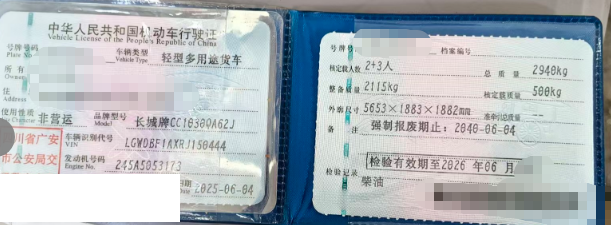 中华人民共和国机动车行驶证
Vehicle License of the People's Republic of China
号牌号码
Plate No.
车辆类型
Vehicle Type
轻型多用途货车
所有
Owner
住
Address
使用性质
非营运
品牌型号
Model
长城牌CC1030QA62J
川省广安
市公安局交
车辆识别代号
VIN
LGWDBF1AXRJ150444
发动机号码
Engine No.
245A5053173
2025-06-04
号牌号
档案编号
核定载人数
2+3人
总质量
2940kg
整备质量
2115kg
核定载质量
500kg
外廓尺寸
5653×1883×1882mm
准牵引总质量
备注
强制报废期止:2040-06-04
检验记录
检验有效期至2026年06月
柴油